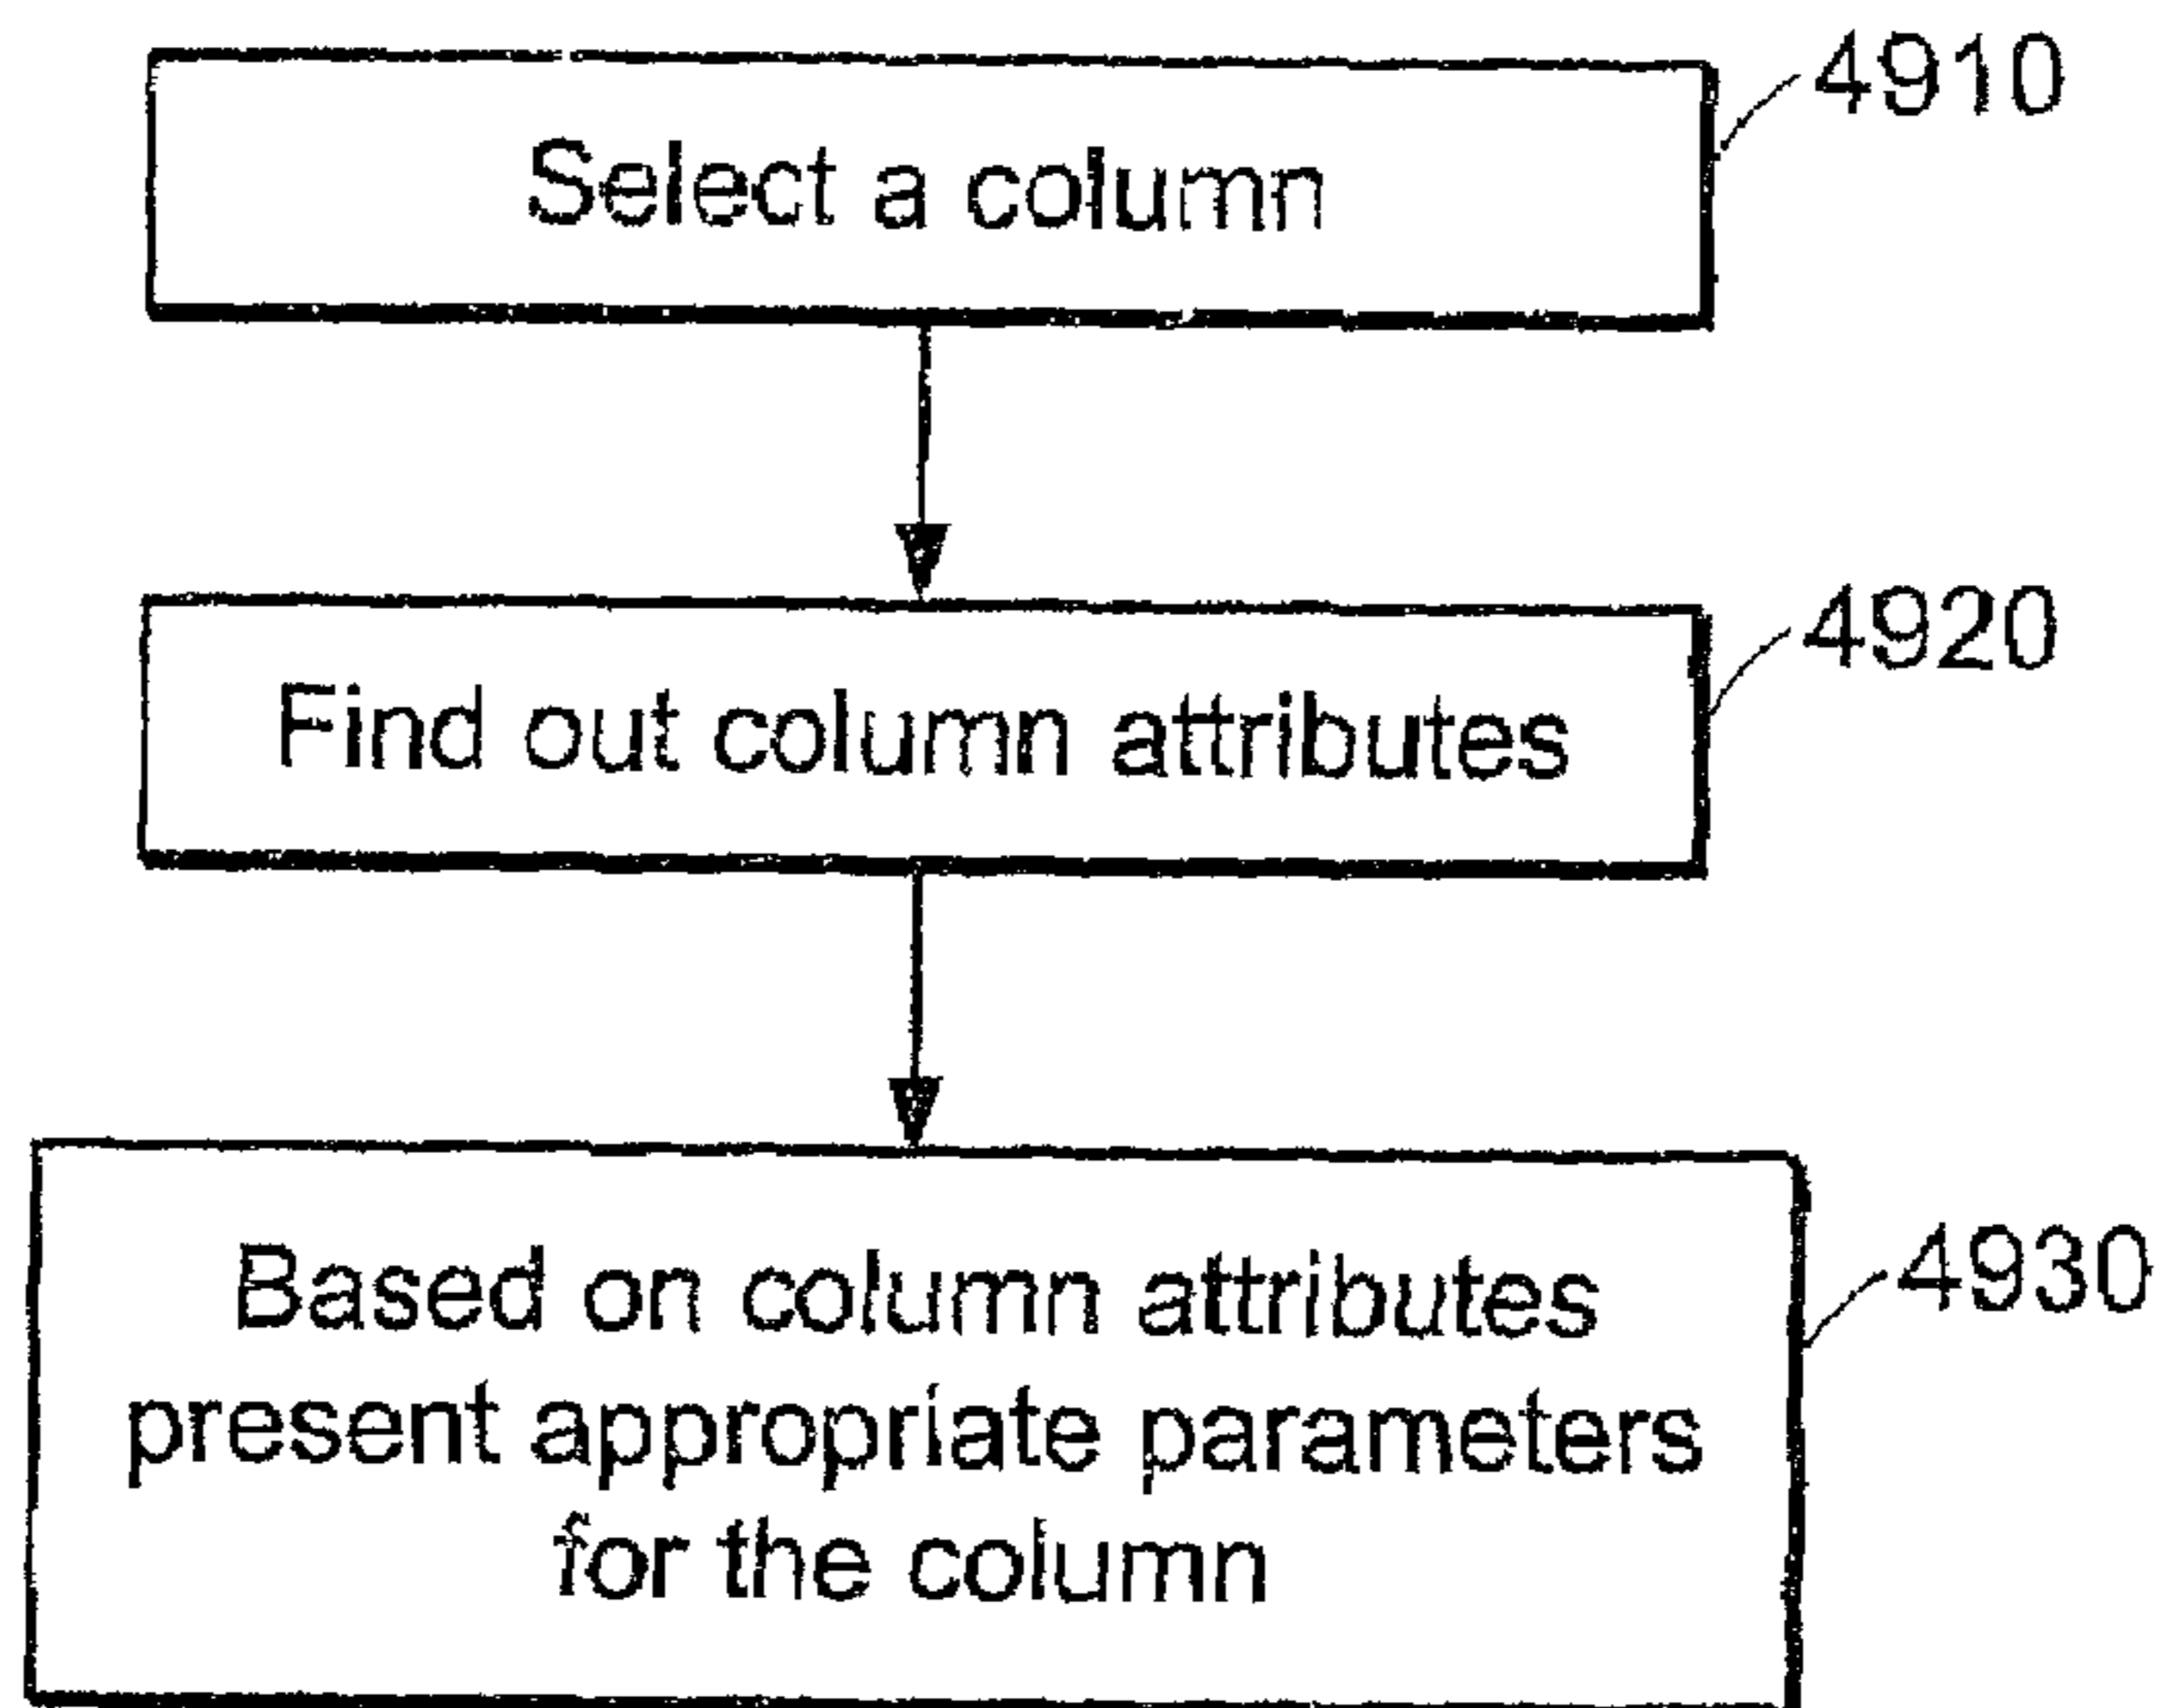 4910
Select a column
4920
Find out column attributes
4930
Based on column attributes
present appropriate parameters
for the column